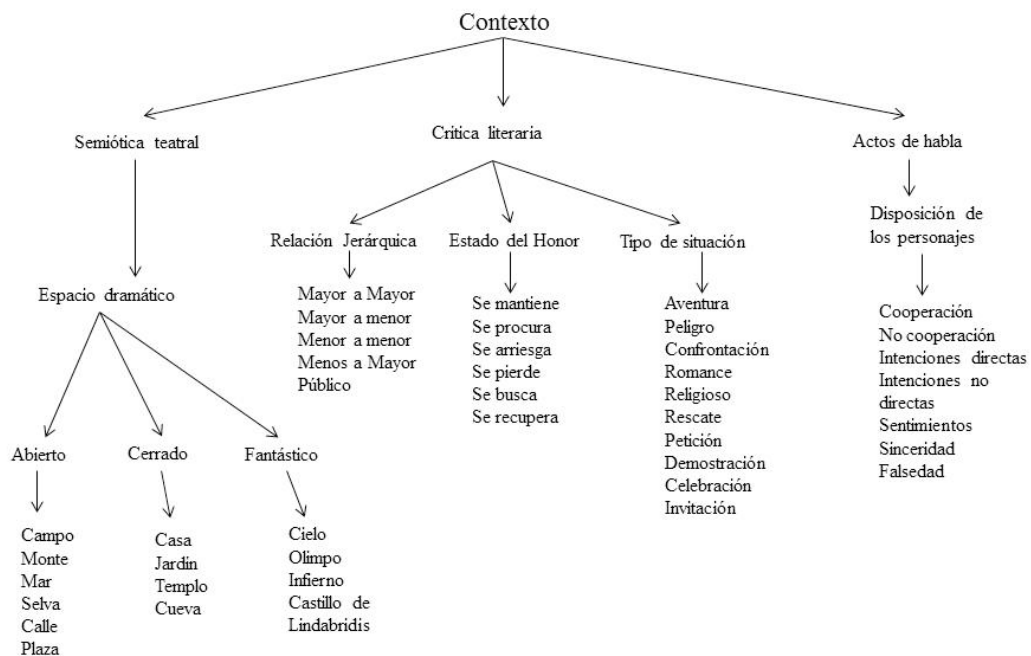 Contexto
Semiótica teatral
Critica literaria
Actos de habla
Relación Jerárquica
Estado del Honor
Tipo de situación
Disposición de
los personajes
Espacio dramático
Mayor a Mayor
Mayor a menor
Menor a menor
Menos a Mayor
Público
Se mantiene
Se procura
Se arriesga
Se pierde
Se busca
Se recupera
Aventura
Peligro
Confrontación
Romance
Religioso
Rescate
Petición
Demostración
Celebración
Invitación
Cooperación
No cooperación
Intenciones directas
Intenciones no
directas
Sentimientos
Sinceridad
Falsedad
Abierto
Cerrado
Fantástico
Campo
Monte
Mar
Selva
Calle
Plaza
Casa
Jardín
Templo
Cueva
Cielo
Olimpo
Infierno
Castillo de
Lindabridis